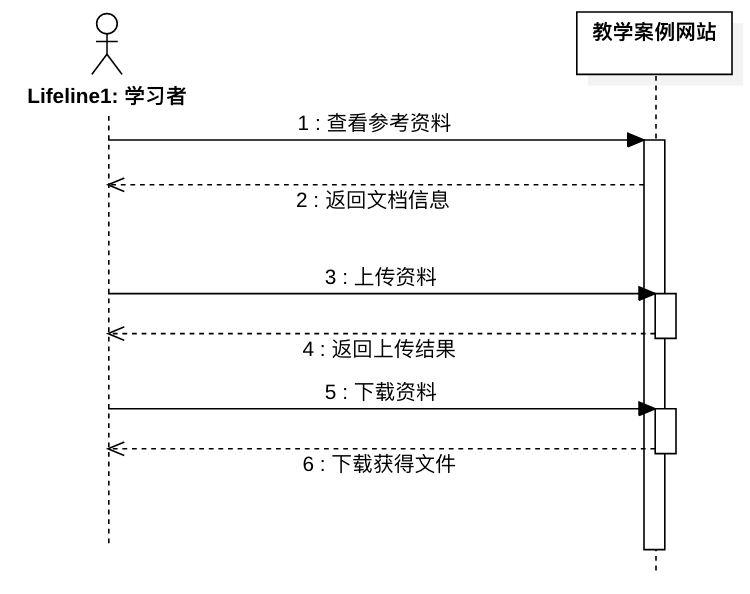 教学案例网站
Lifeline1: 学习者
1 : 查看参考资料
2 : 返回文档信息
3 : 上传资料
4 : 返回上传结果
5 : 下载资料
6 : 下载获得文件